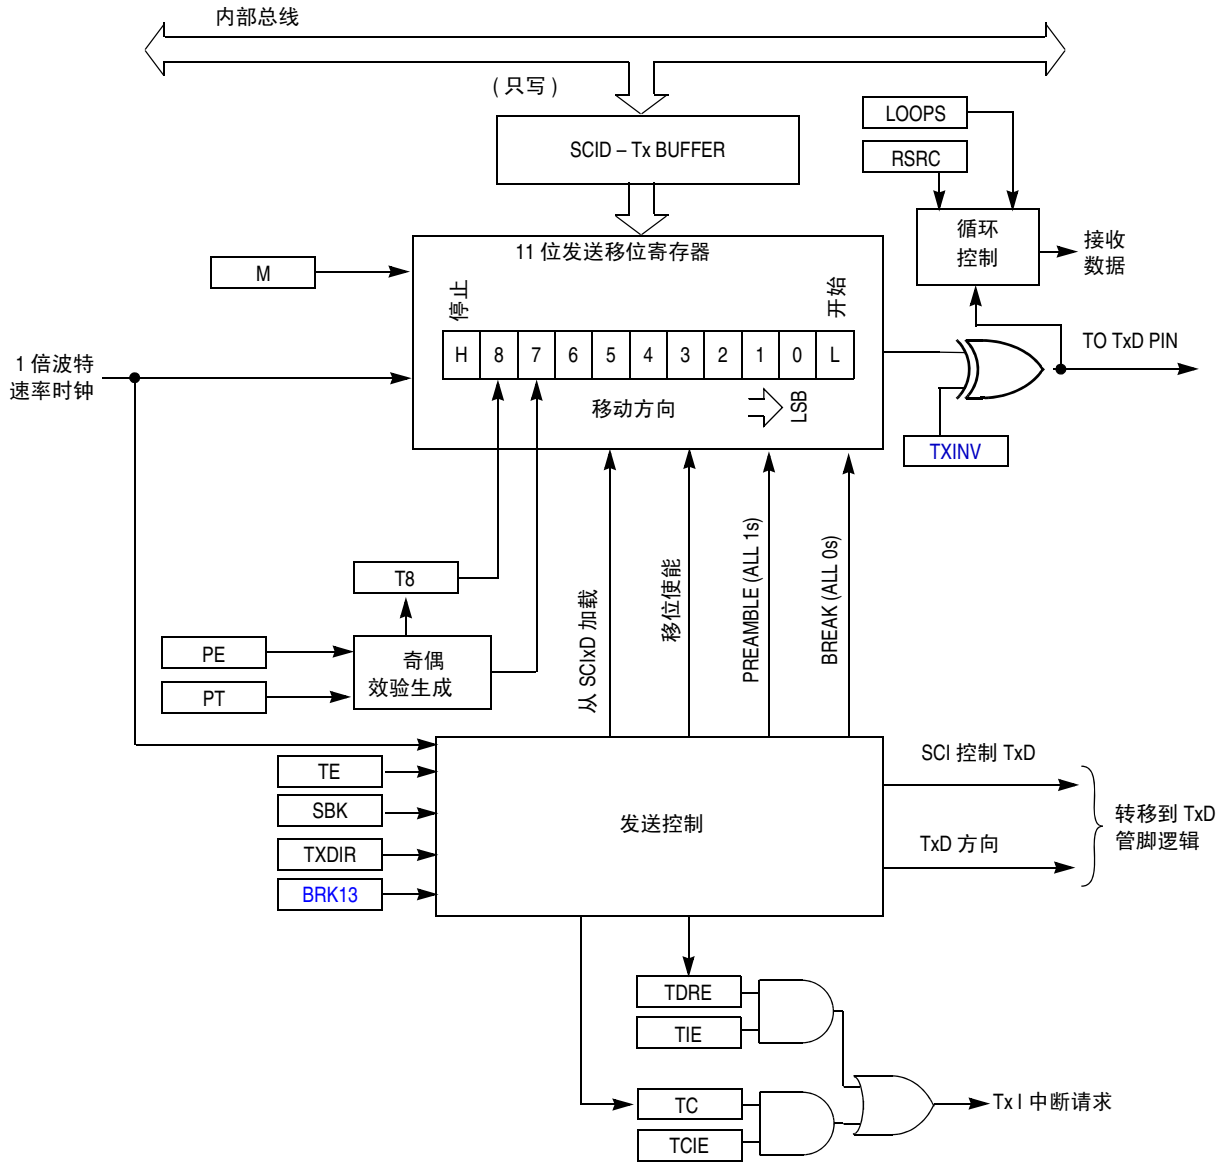 内部总线
( 只写 )
SCID – Tx BUFFER
LOOPS
RSRC
循环
控制
接收
数据
11 位发送移位寄存器
M
停止
开始
H 8 7 6 5 4 3 2 1 0 L
移动方向
LSB
1 倍波特
速率时钟
TO TxD PIN
TXINV
T8
PE
PT
奇偶
效验生成
从 SCIxD 加载
移位使能
PREAMBLE (ALL 1s)
BREAK (ALL 0s)
TE
SBK
TXDIR
BRK13
发送控制
SCI 控制 TxD
TxD 方向
转移到 TxD
管脚逻辑
TDRE
TIE
TC
TCIE
Tx I 中断请求